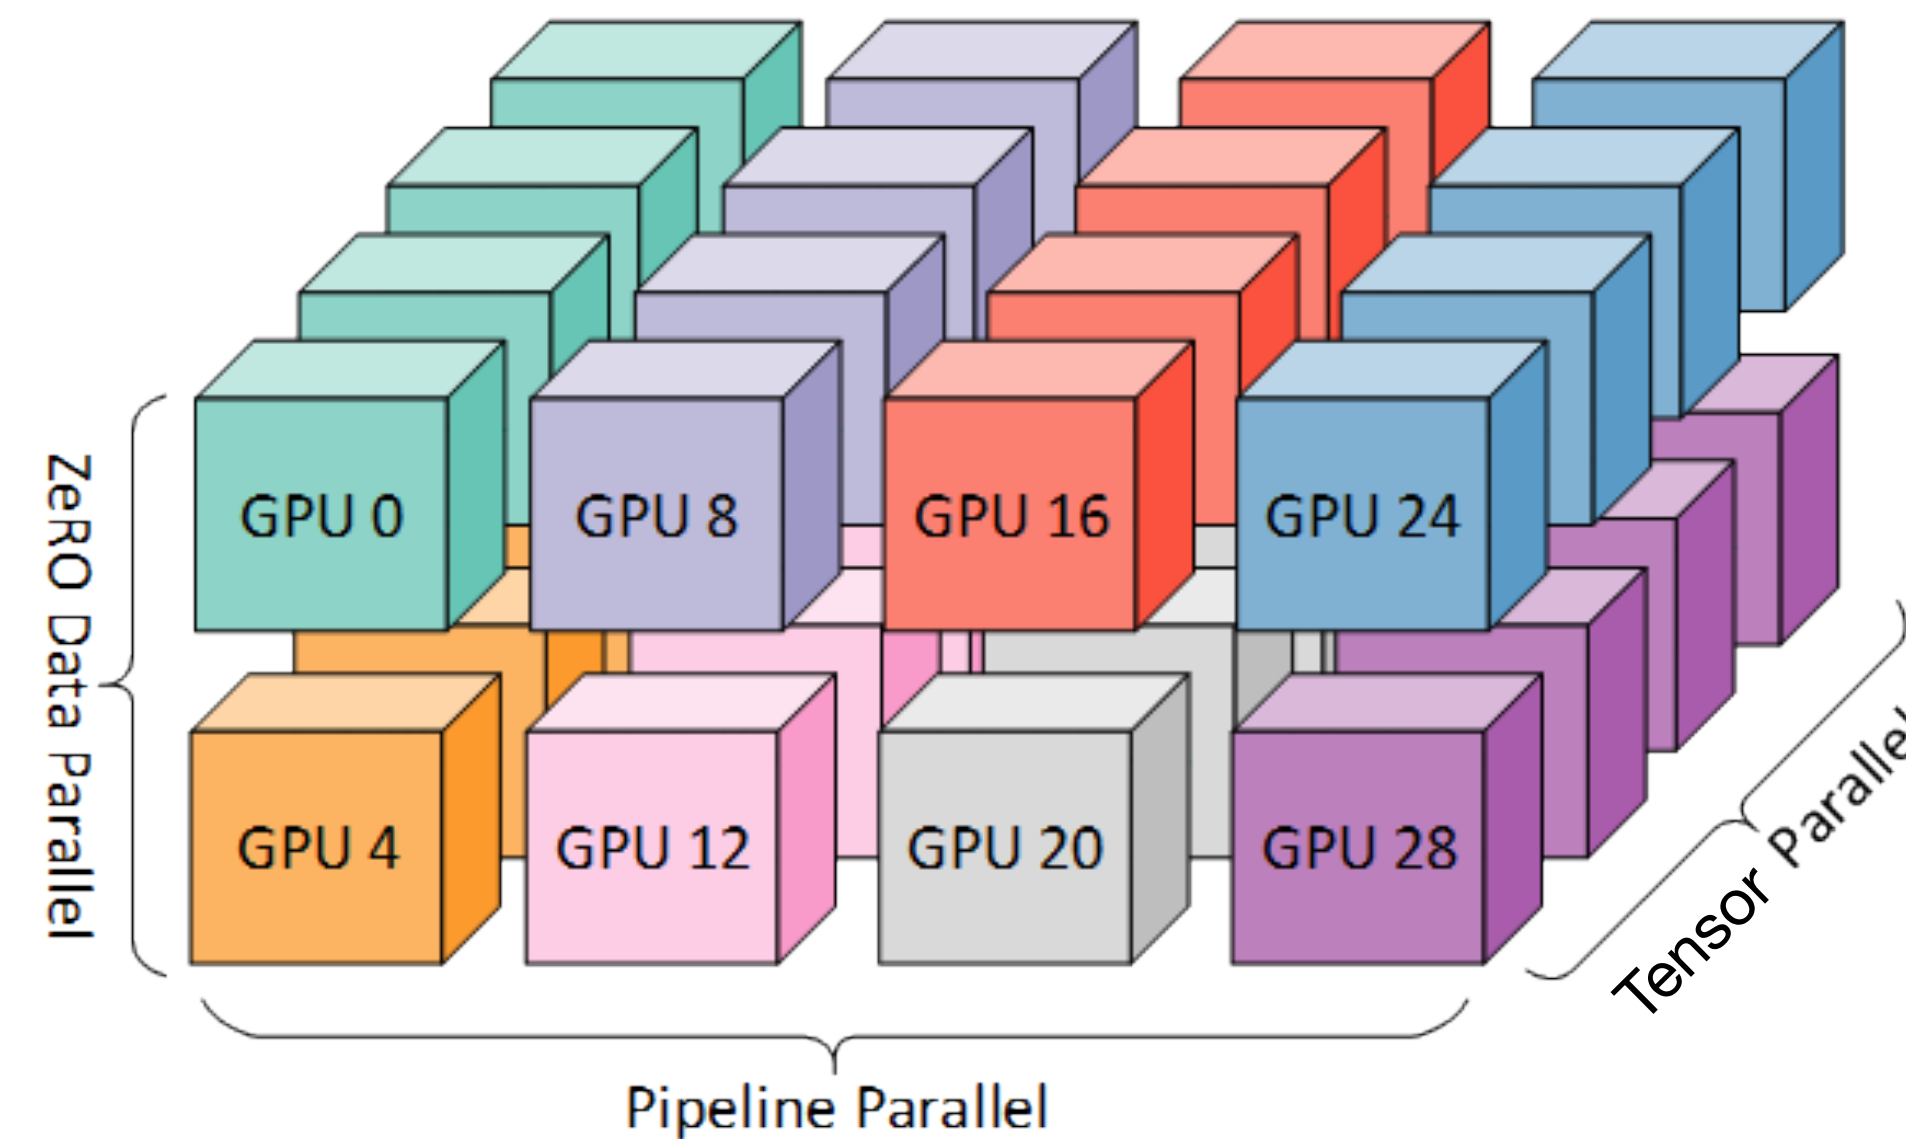 ZeRO Data Parallel
GPU 0
GPU 8
GPU 16
GPU 24
GPU 4
GPU 12
GPU 20
GPU 28
Tensor Parallel
Pipeline Parallel